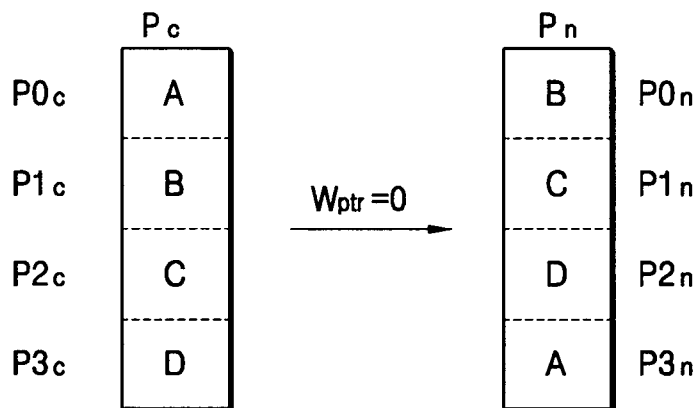 Pc Pn
P0c A B P0n
P1c B C P1n
Wptr=0
P2c C D P2n
P3c D A P3n